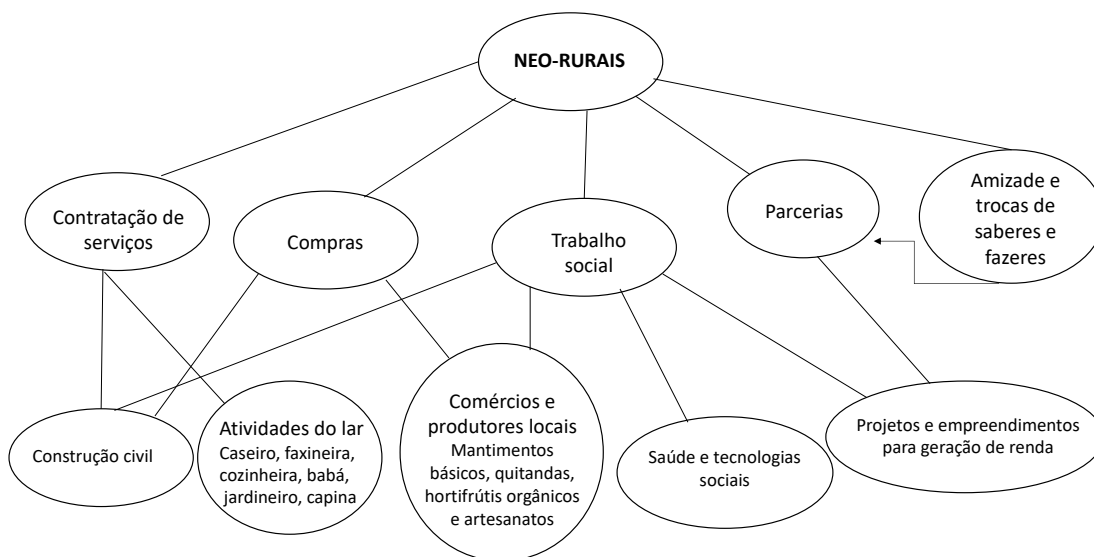 NEO-RURAIS
Contratação de
serviços
Compras
Trabalho
social
Parcerias
Amizade e
trocas de
saberes e
fazeres
Construção civil
Atividades do lar
Caseiro, faxineira,
cozinheira, babá,
jardineiro, capina
Comércios e
produtores locais
Mantimentos
básicos, quitandas,
hortifrútis orgânicos
e artesanatos
Saúde e tecnologias
sociais
Projetos e empreendimentos
para geração de renda